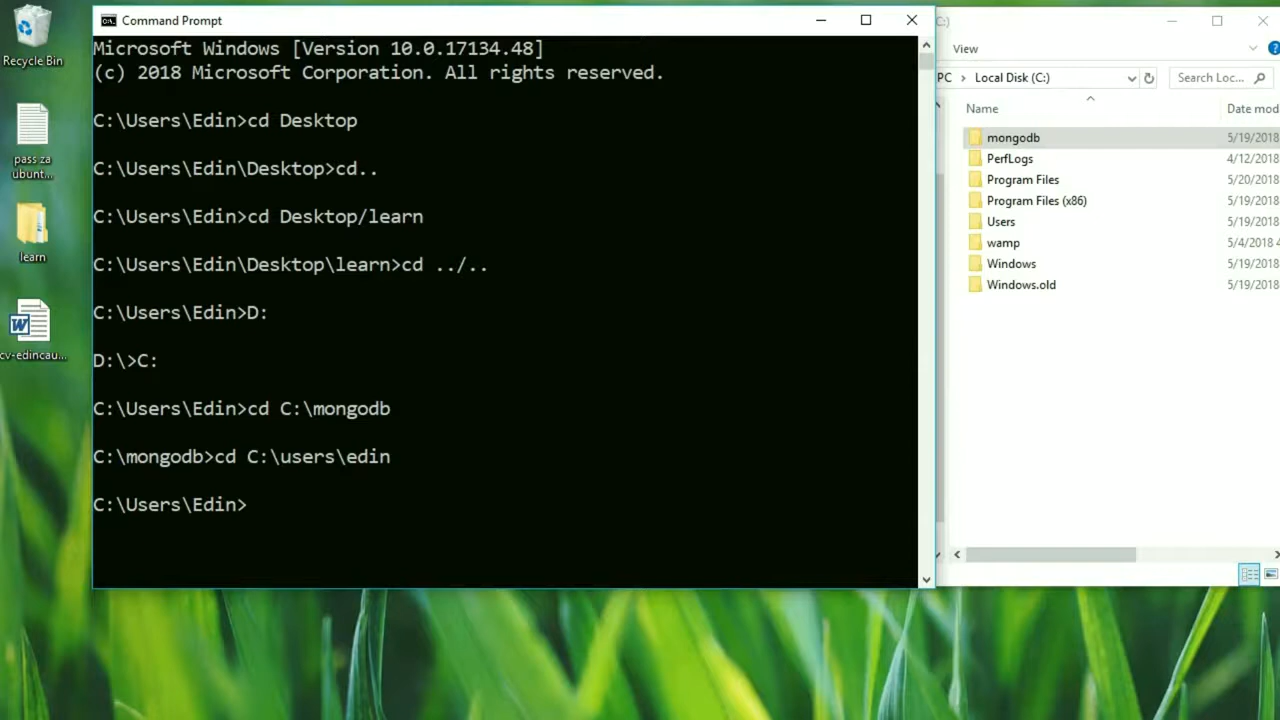 Recycle Bin
pass za
ubunt...
learn
cv-edincau...
Command Prompt
Microsoft Windows [Version 10.0.17134.48]
(c) 2018 Microsoft Corporation. All rights reserved.
C:\Users\Edin>cd Desktop
C:\Users\Edin\Desktop>cd..
C:\Users\Edin>cd Desktop/learn
C:\Users\Edin\Desktop\learn>cd ../..
C:\Users\Edin>D:
D:\>C:
C:\Users\Edin>cd C:\mongodb
C:\mongodb>cd C:\users\edin
C:\Users\Edin>
C:)
View
PC > Local Disk (C:)
Search Loc...
Name Date mod
mongodb 5/19/2018
PerfLogs 4/12/2018
Program Files 5/20/2018
Program Files (x86) 5/19/2018
Users 5/19/2018
wamp 5/4/2018 4
Windows 5/19/2018
Windows.old 5/19/2018